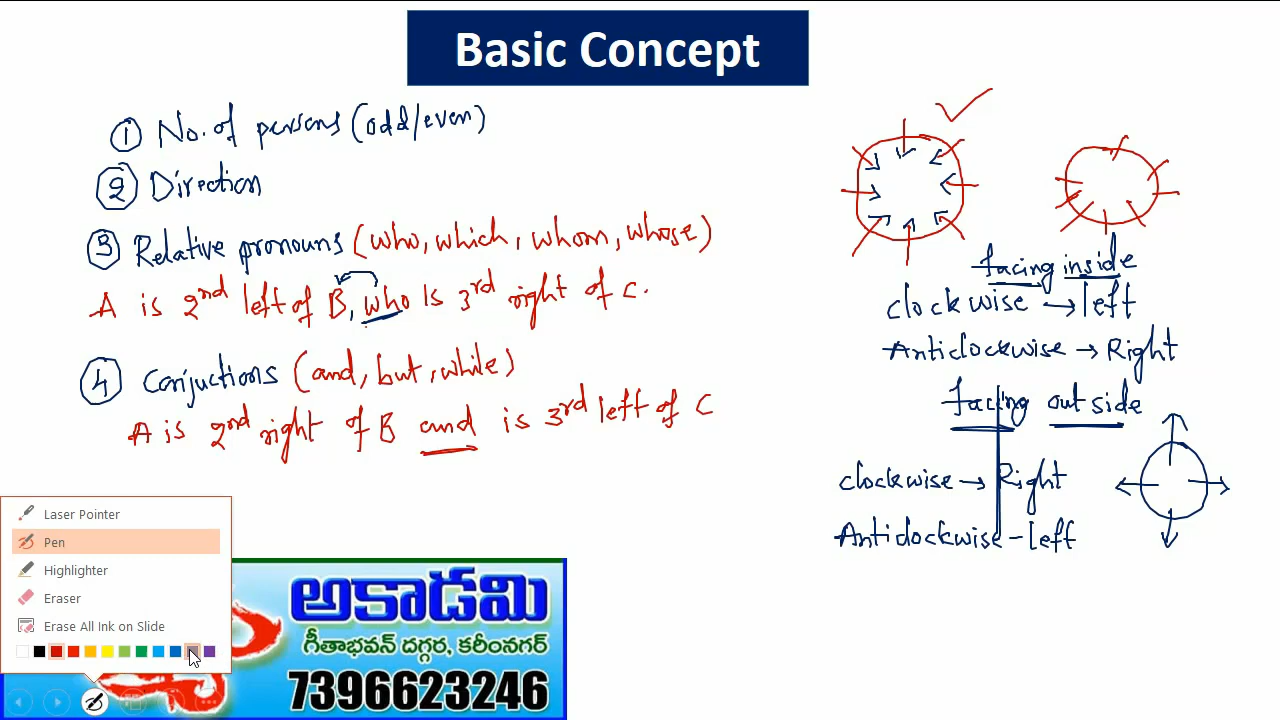 Basic Concept
① No. of persons (odd/even)
② Direction
③ Relative pronouns (who, which, whom, whose)
A is 2nd left of B, who Is 3rd right of C.
④ Conjuctions (and, but, while)
A is 2nd right of B and is 3rd left of C
facing inside
clockwise → left
Anticlockwise → Right
facing outside
clockwise → Right
Anticlockwise - left
Laser Pointer
Pen
Highlighter
Eraser
Erase All Ink on Slide
అకాడమి
గీతాభవన్ దగ్గర, కరీంనగర్
7396623246